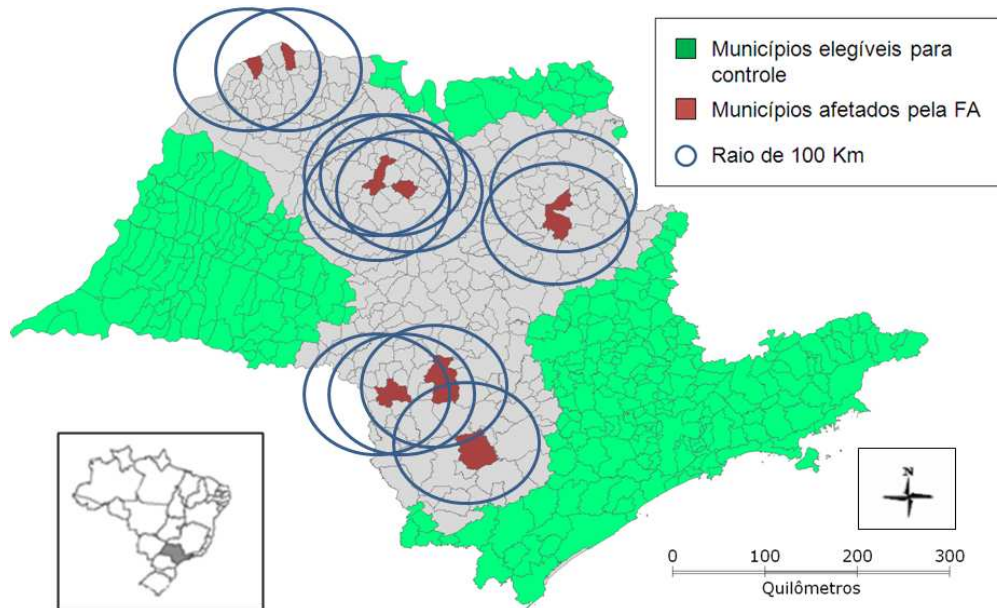 Municípios elegíveis para
controle
Municípios afetados pela FA
Raio de 100 Km
N
0 100 200 300
Quilômetros